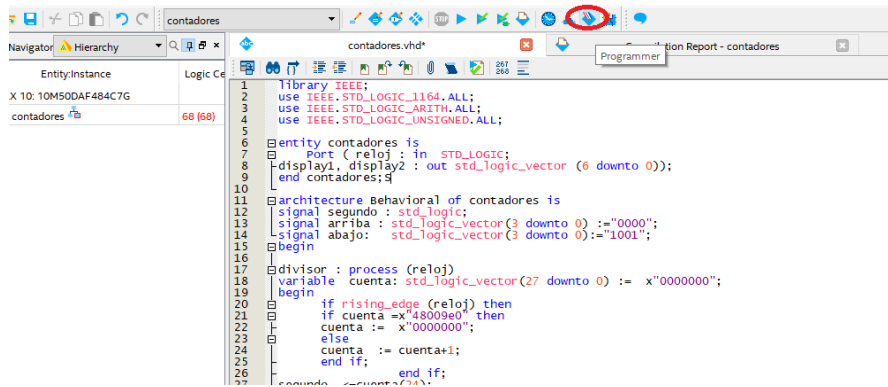 contadores
STOP
Navigator
Hierarchy
abc
contadores.vhd*
Compilation Report - contadores
Programmer
Entity:Instance
Logic Ce
267
268
.X 10: 10M50DAF484C7G
contadores
68 (68)
1 library IEEE;
2 use IEEE.STD_LOGIC_1164.ALL;
3 use IEEE.STD_LOGIC_ARITH.ALL;
4 use IEEE.STD_LOGIC_UNSIGNED.ALL;
5
6 entity contadores is
7 Port ( reloj : in STD_LOGIC;
8 display1, display2 : out std_logic_vector (6 downto 0));
9 end contadores;S
10
11 architecture Behavioral of contadores is
12 signal segundo : std_logic;
13 signal arriba : std_logic_vector(3 downto 0) :="0000";
14 signal abajo: std_logic_vector(3 downto 0):="1001";
15 begin
16
17 divisor : process (reloj)
18 variable cuenta: std_logic_vector(27 downto 0) := x"0000000";
19 begin
20 if rising_edge (reloj) then
21 if cuenta =x"48009e0" then
22 cuenta := x"0000000";
23 else
24 cuenta := cuenta+1;
25 end if;
26 end if;
27 segundo <=cuenta(24);